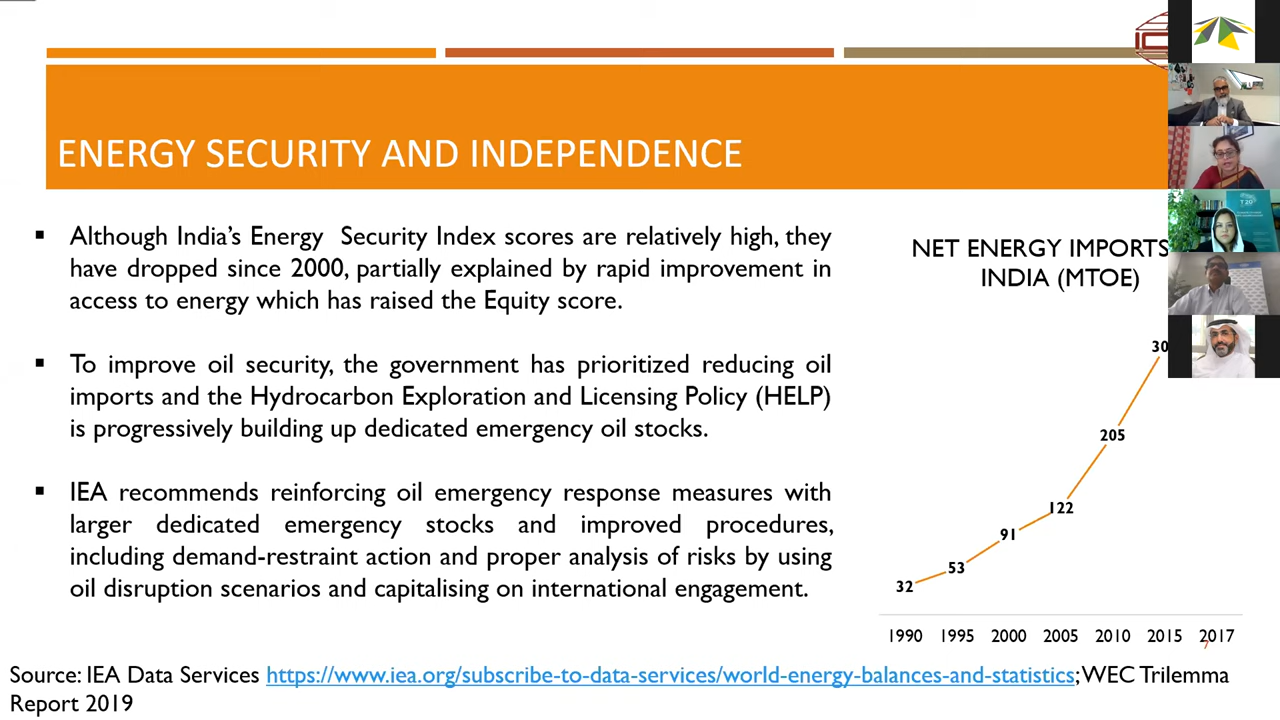 ENERGY SECURITY AND INDEPENDENCE
▪ Although India's Energy Security Index scores are relatively high, they
have dropped since 2000, partially explained by rapid improvement in
access to energy which has raised the Equity score.
▪ To improve oil security, the government has prioritized reducing oil
imports and the Hydrocarbon Exploration and Licensing Policy (HELP)
is progressively building up dedicated emergency oil stocks.
▪ IEA recommends reinforcing oil emergency response measures with
larger dedicated emergency stocks and improved procedures,
including demand-restraint action and proper analysis of risks by using
oil disruption scenarios and capitalising on international engagement.
NET ENERGY IMPORTS
INDIA (MTOE)
30
205
122
91
53
32
1990 1995 2000 2005 2010 2015 2017
Source: IEA Data Services https://www.iea.org/subscribe-to-data-services/world-energy-balances-and-statistics; WEC Trilemma
Report 2019
T20